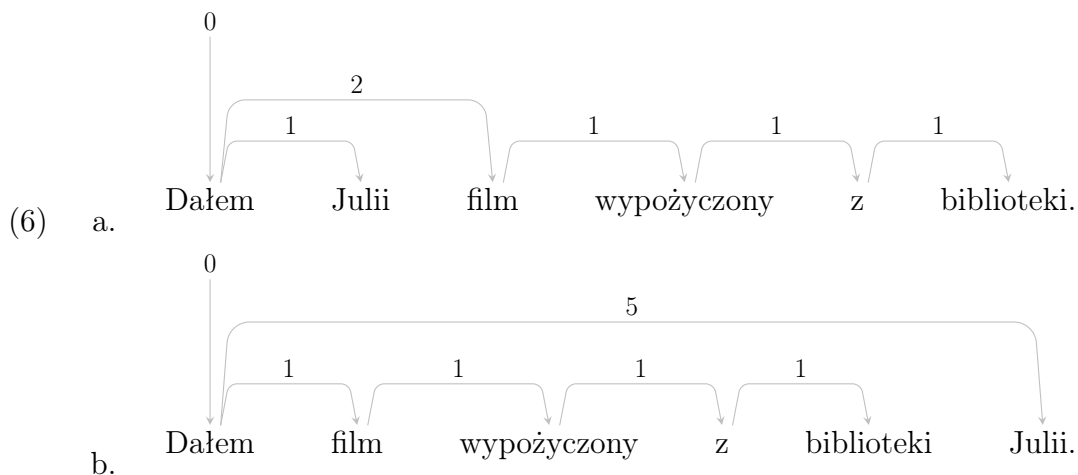 0
2
1 1 1 1
Dałem Julii film wypożyczony z biblioteki.
(6) a.
0
5
1 1 1 1
Dałem film wypożyczony z biblioteki Julii.
b.